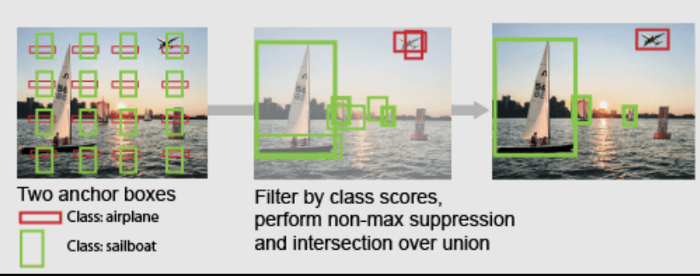 Two anchor boxes
Class: airplane
Class: sailboat
Filter by class scores,
perform non-max suppression
and intersection over union